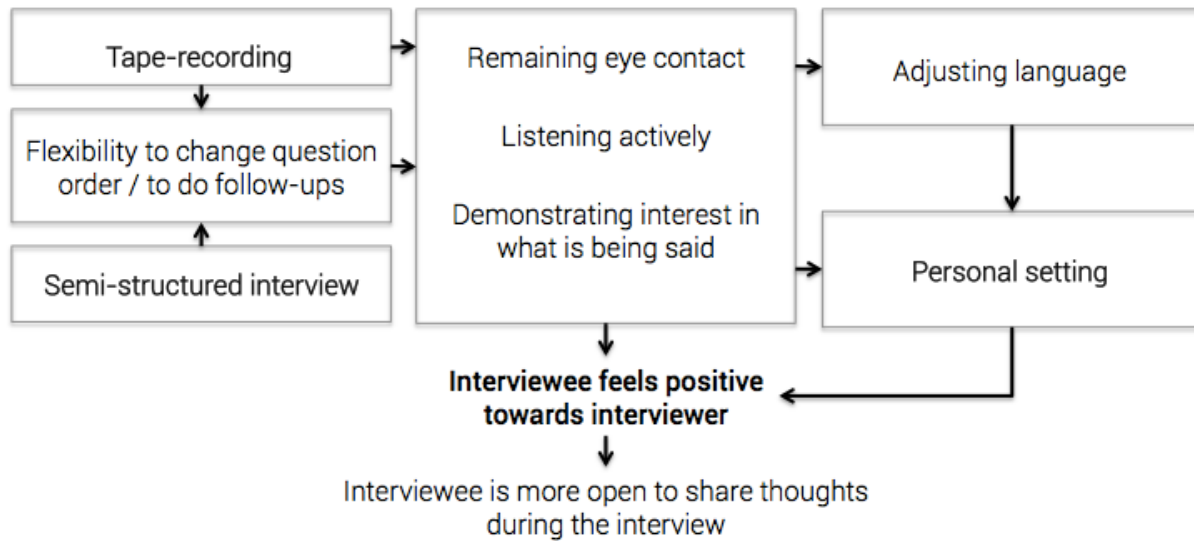 Tape-recording
Flexibility to change question
order / to do follow-ups
Semi-structured interview
Remaining eye contact
Listening actively
Demonstrating interest in
what is being said
Adjusting language
Personal setting
Interviewee feels positive
towards interviewer
Interviewee is more open to share thoughts
during the interview